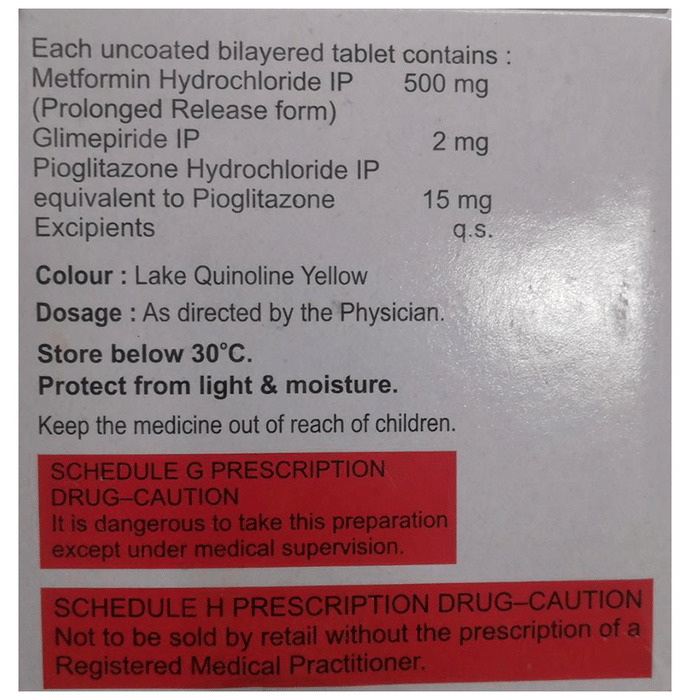 Each uncoated bilayered tablet contains :
Metformin Hydrochloride IP 500 mg
(Prolonged Release form)
Glimepiride IP 2 mg
Pioglitazone Hydrochloride IP
equivalent to Pioglitazone 15 mg
Excipients q.s.
Colour : Lake Quinoline Yellow
Dosage : As directed by the Physician.
Store below 30°C.
Protect from light & moisture.
Keep the medicine out of reach of children.
SCHEDULE G PRESCRIPTION
DRUG–CAUTION
It is dangerous to take this preparation
except under medical supervision.
SCHEDULE H PRESCRIPTION DRUG–CAUTION
Not to be sold by retail without the prescription of a
Registered Medical Practitioner.